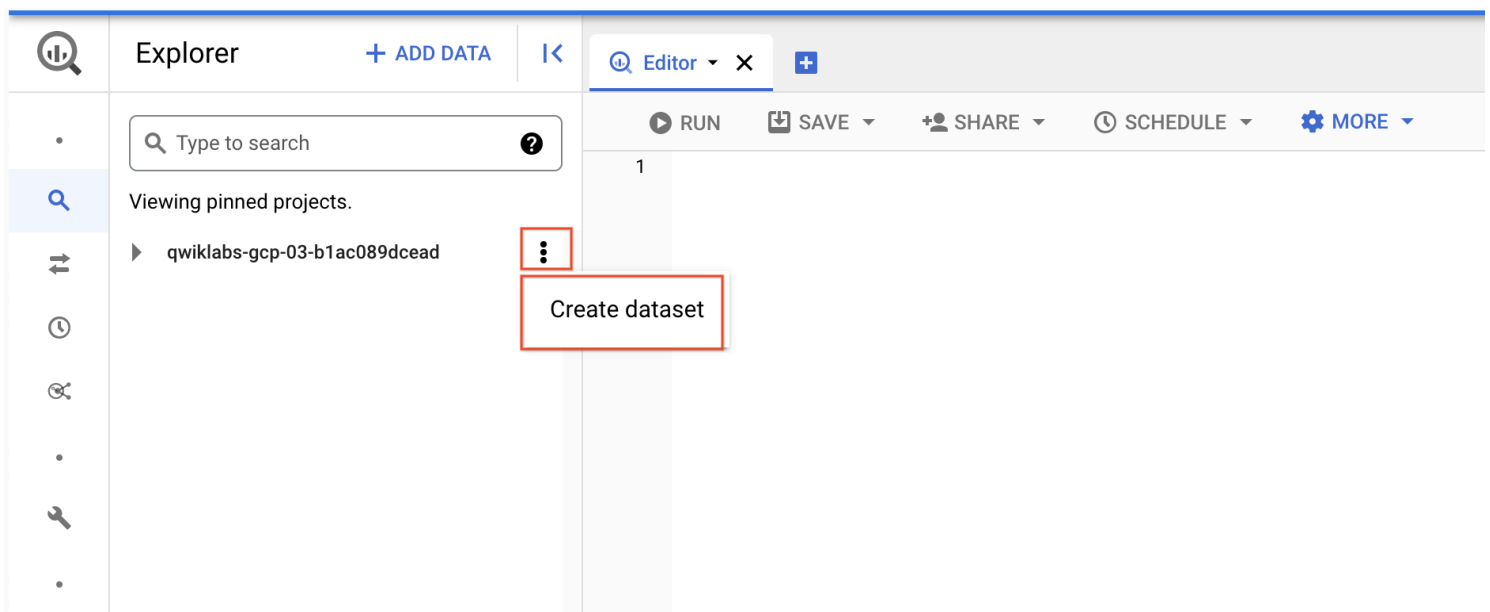 Explorer
+ ADD DATA
Editor
RUN
SAVE
SHARE
SCHEDULE
MORE
Type to search
1
Viewing pinned projects.
qwiklabs-gcp-03-b1ac089dcead
Create dataset